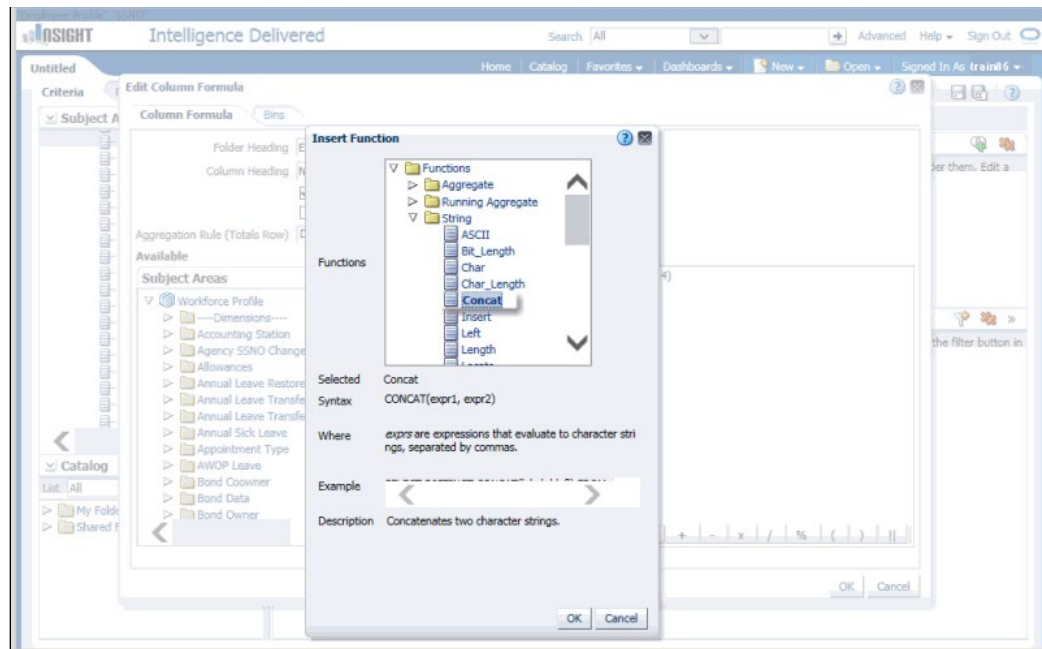 "Employee Profile"."SSNO"
INSIGHT Intelligence Delivered Search All Advanced Help Sign Out
Untitled Home Catalog Favorites Dashboards New Open Signed In As train86
Criteria Edit Column Formula
Subject A Column Formula Bins
Insert Function
Folder Heading E
Column Heading N
per them. Edit a
Aggregation Rule (Totals Row) D
Available
Subject Areas
Workforce Profile
----Dimensions----
Accounting Station
Agency SSNO Change
Allowances
Annual Leave Restore
Annual Leave Transfe
Annual Leave Transfe
Annual Sick Leave
Appointment Type
AWOP Leave
Bond Coowner
Bond Data
Bond Owner
Functions
Functions
Aggregate
Running Aggregate
String
ASCII
Bit_Length
Char
Char_Length
Concat
Insert
Left
Length
Locate
4)
Selected Concat
Syntax CONCAT(expr1, expr2)
Where exprs are expressions that evaluate to character stri
ngs, separated by commas.
Example
Description Concatenates two character strings.
the filter button in
Catalog
List All
My Folde
Shared F
+ - x / % ( ) ||
OK Cancel
OK Cancel